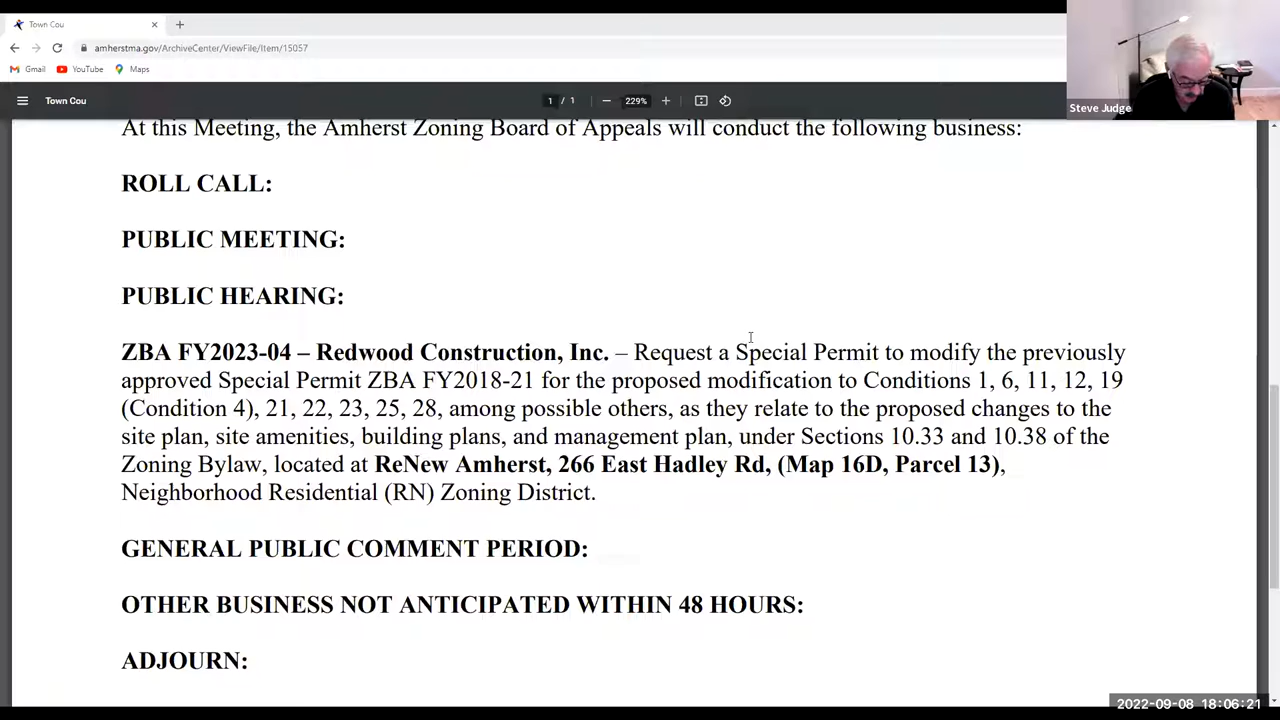 Town Cou
amherstma.gov/ArchiveCenter/ViewFile/Item/15057
Gmail YouTube Maps
Town Cou 1 / 1 229%
Steve Judge
At this Meeting, the Amherst Zoning Board of Appeals will conduct the following business:
ROLL CALL:
PUBLIC MEETING:
PUBLIC HEARING:
ZBA FY2023-04 – Redwood Construction, Inc. – Request a Special Permit to modify the previously
approved Special Permit ZBA FY2018-21 for the proposed modification to Conditions 1, 6, 11, 12, 19
(Condition 4), 21, 22, 23, 25, 28, among possible others, as they relate to the proposed changes to the
site plan, site amenities, building plans, and management plan, under Sections 10.33 and 10.38 of the
Zoning Bylaw, located at ReNew Amherst, 266 East Hadley Rd, (Map 16D, Parcel 13),
Neighborhood Residential (RN) Zoning District.
GENERAL PUBLIC COMMENT PERIOD:
OTHER BUSINESS NOT ANTICIPATED WITHIN 48 HOURS:
ADJOURN:
2022-09-08 18:06:21